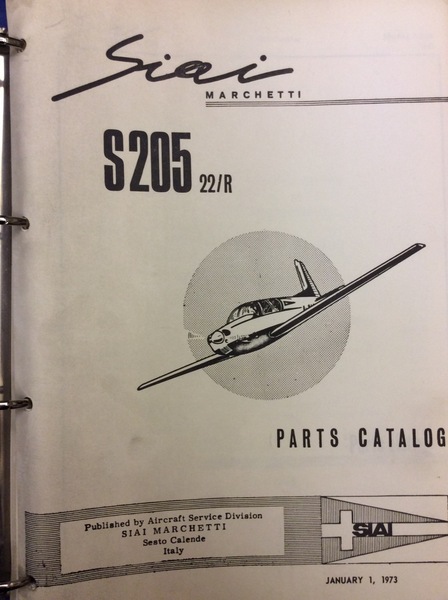 Siai
MARCHETTI
S205 22/R
PARTS CATALOG
Published by Aircraft Service Division
SIAI MARCHETTI
Sesto Calende
Italy
SIAI
JANUARY 1, 1973